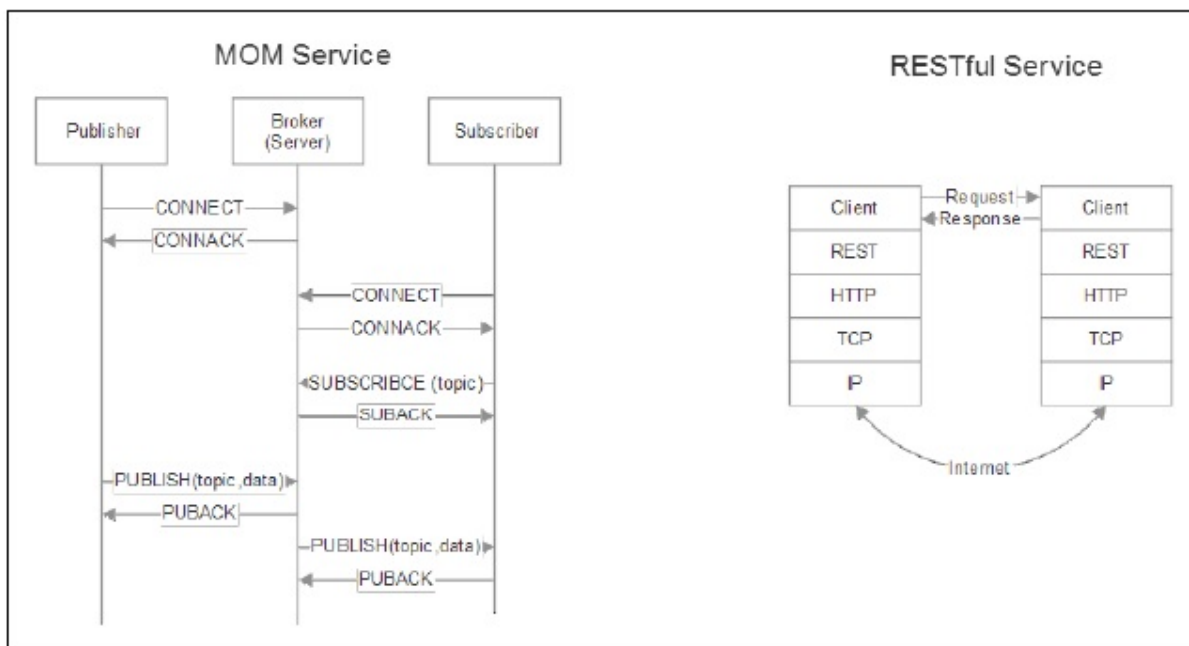 MOM Service
Publisher
Broker
(Server)
Subscriber
CONNECT
CONNACK
CONNECT
CONNACK
SUBSCRIBCE (topic)
SUBACK
PUBLISH(topic,data)
PUBACK
PUBLISH(topic,data)
PUBACK
RESTful Service
Client
REST
HTTP
TCP
IP
Request
Response
Client
REST
HTTP
TCP
IP
Internet